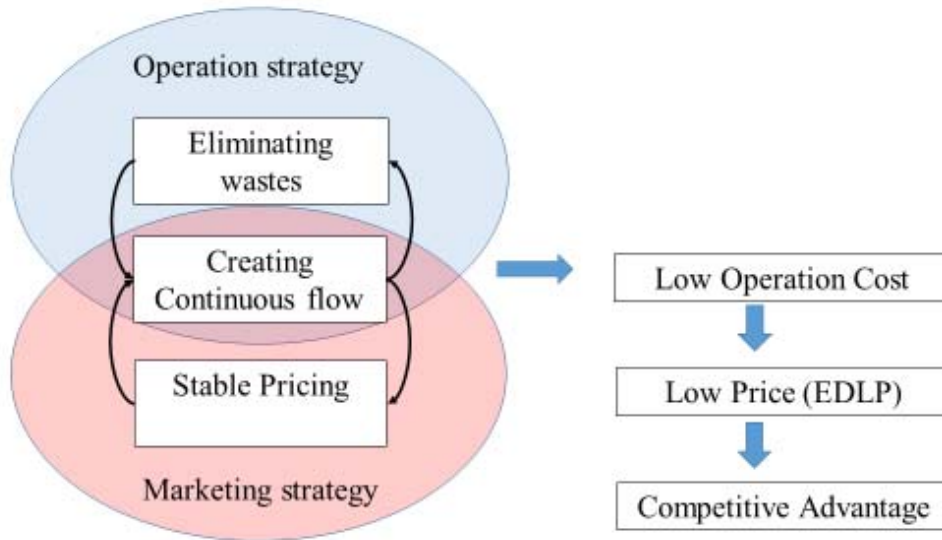 Operation strategy
Eliminating
wastes
Creating
Continuous flow
Stable Pricing
Marketing strategy
Low Operation Cost
Low Price (EDLP)
Competitive Advantage